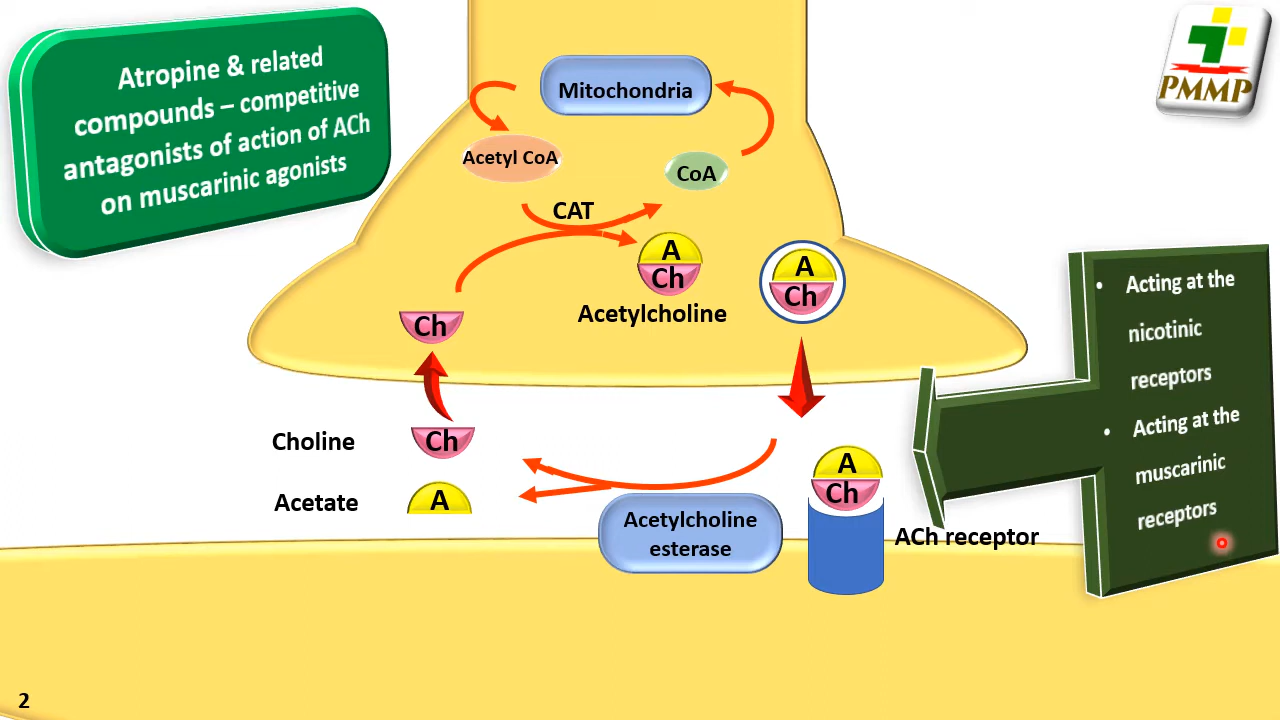 Atropine & related
compounds – competitive
antagonists of action of ACh
on muscarinic agonists
PMMP
Mitochondria
Acetyl CoA
CoA
CAT
A
Ch
Acetylcholine
A
Ch
Ch
• Acting at the
nicotinic
receptors
• Acting at the
muscarinic
receptors
Choline
Ch
Acetate
A
A
Ch
Acetylcholine
esterase
ACh receptor
2